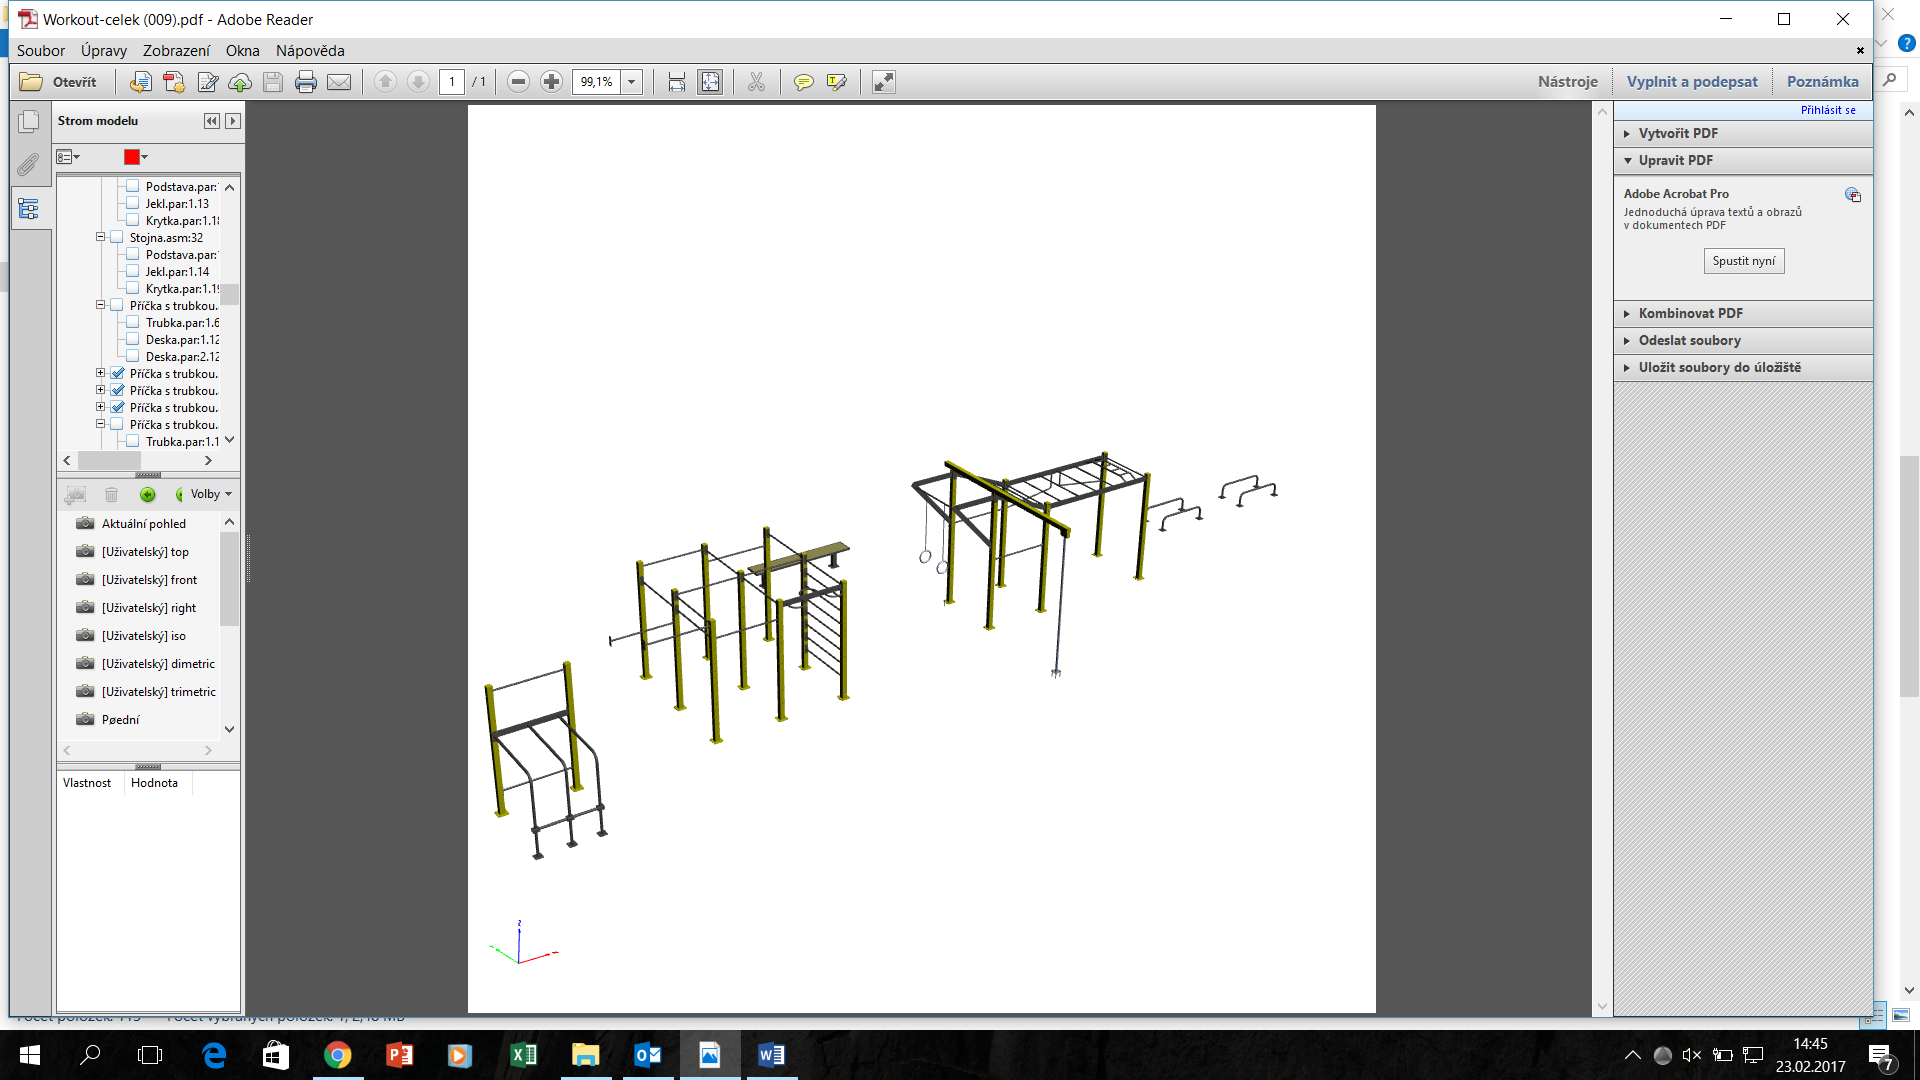 Workout-celek (009).pdf - Adobe Reader
Soubor Úpravy Zobrazení Okna Nápověda
Otevřít 1 / 1 99,1% Nástroje Vyplnit a podepsat Poznámka
Přihlásit se
Strom modelu
Podstava.par:
Jekl.par:1.13
Krytka.par:1.18
Stojna.asm:32
Podstava.par:
Jekl.par:1.14
Krytka.par:1.19
Příčka s trubkou.
Trubka.par:1.6
Deska.par:1.12
Deska.par:2.12
Příčka s trubkou.
Příčka s trubkou.
Příčka s trubkou.
Příčka s trubkou.
Trubka.par:1.1
Volby
Aktuální pohled
[Uživatelský] top
[Uživatelský] front
[Uživatelský] right
[Uživatelský] iso
[Uživatelský] dimetric
[Uživatelský] trimetric
Pøední
Vlastnost Hodnota
z
Vytvořit PDF
Upravit PDF
Adobe Acrobat Pro
Jednoduchá úprava textů a obrazů
v dokumentech PDF
Spustit nyní
Kombinovat PDF
Odeslat soubory
Uložit soubory do úložiště
14:45
23.02.2017
7